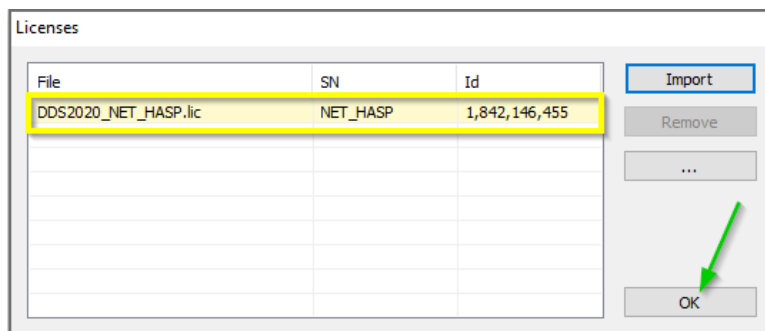 Licenses
File SN Id
DDS2020_NET_HASP.lic NET_HASP 1,842,146,455
Import
Remove
...
OK